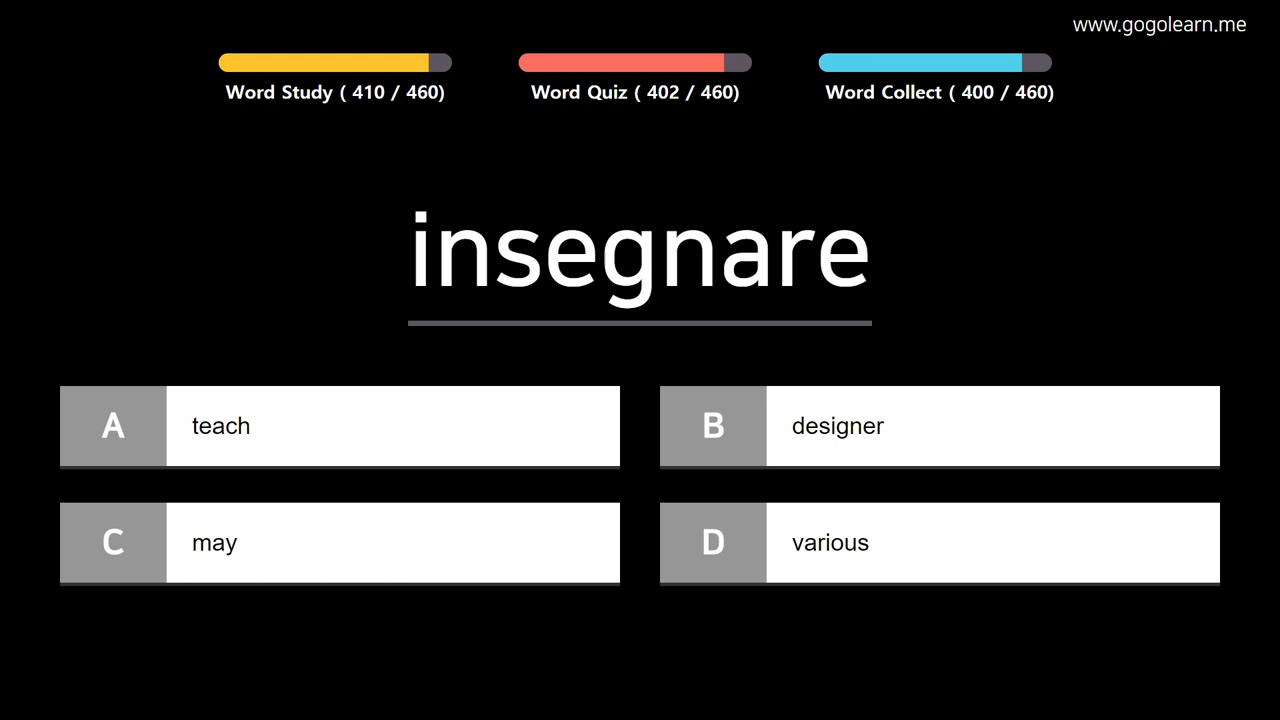 www.gogolearn.me
Word Study ( 410 / 460)
Word Quiz ( 402 / 460)
Word Collect ( 400 / 460)
insegnare
A teach
B designer
C may
D various